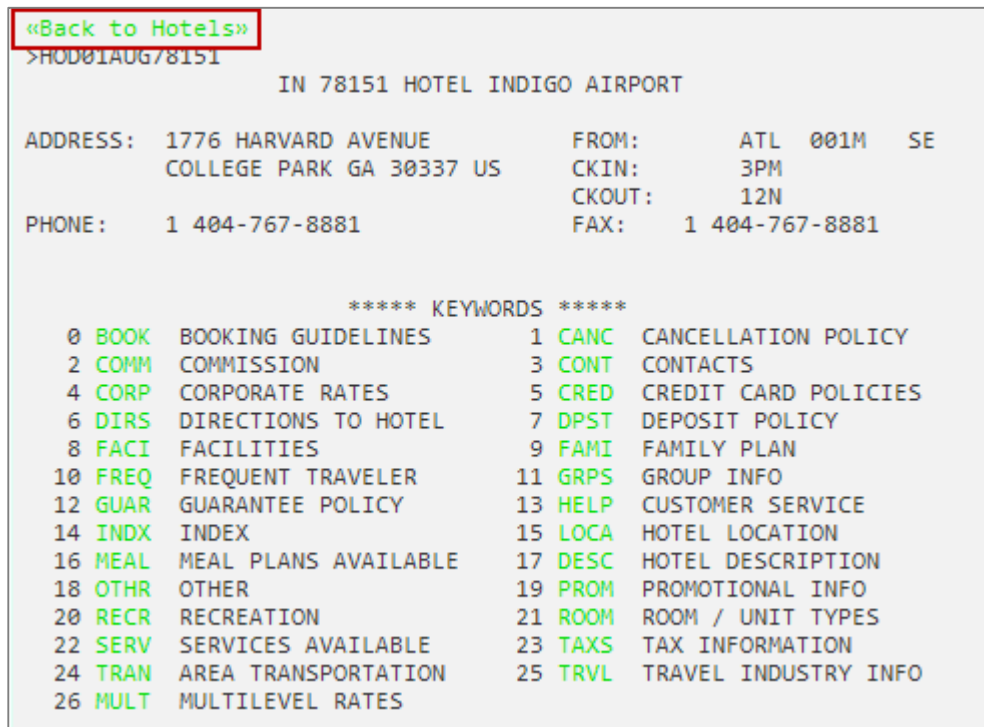 «Back to Hotels»
>HOD01AUG78151
IN 78151 HOTEL INDIGO AIRPORT
ADDRESS: 1776 HARVARD AVENUE FROM: ATL 001M SE
COLLEGE PARK GA 30337 US CKIN: 3PM
CKOUT: 12N
PHONE: 1 404-767-8881 FAX: 1 404-767-8881
***** KEYWORDS *****
0 BOOK BOOKING GUIDELINES 1 CANC CANCELLATION POLICY
2 COMM COMMISSION 3 CONT CONTACTS
4 CORP CORPORATE RATES 5 CRED CREDIT CARD POLICIES
6 DIRS DIRECTIONS TO HOTEL 7 DPST DEPOSIT POLICY
8 FACI FACILITIES 9 FAMI FAMILY PLAN
10 FREQ FREQUENT TRAVELER 11 GRPS GROUP INFO
12 GUAR GUARANTEE POLICY 13 HELP CUSTOMER SERVICE
14 INDX INDEX 15 LOCA HOTEL LOCATION
16 MEAL MEAL PLANS AVAILABLE 17 DESC HOTEL DESCRIPTION
18 OTHR OTHER 19 PROM PROMOTIONAL INFO
20 RECR RECREATION 21 ROOM ROOM / UNIT TYPES
22 SERV SERVICES AVAILABLE 23 TAXS TAX INFORMATION
24 TRAN AREA TRANSPORTATION 25 TRVL TRAVEL INDUSTRY INFO
26 MULT MULTILEVEL RATES